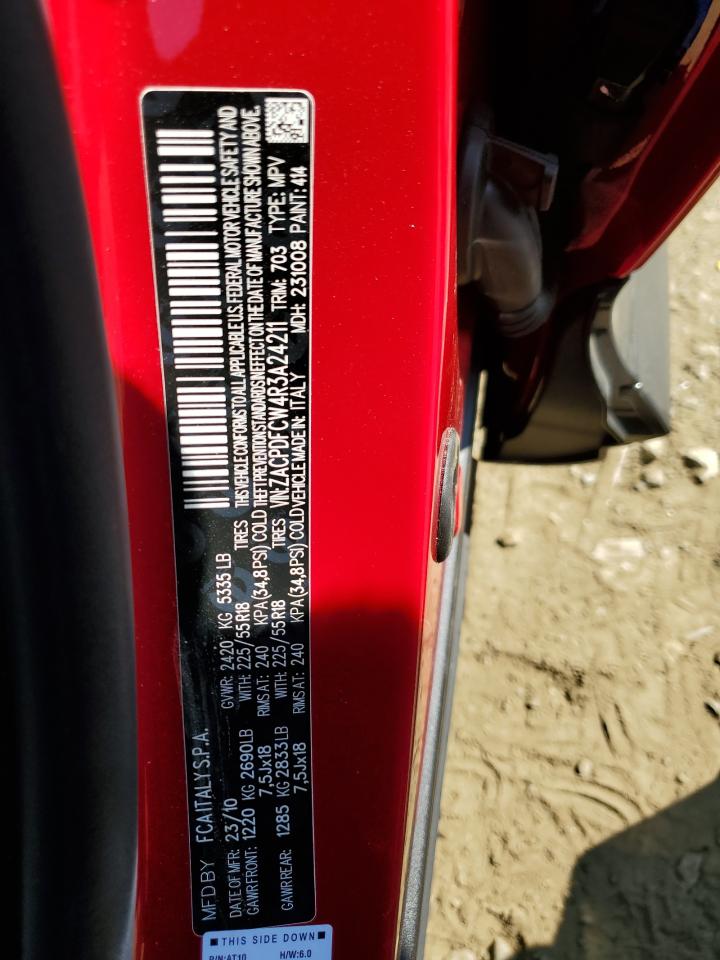 MFD BY FCA ITALY S.P.A.
DATE OF MFR: 23/10 GVWR: 2420 KG 5335 LB
GAWR FRONT: 1220 KG 2690LB WITH: 225/55R18 TIRES
7,5Jx18 RIMS AT: 240 KPA (34,8PSI) COLD
GAWR REAR: 1285 KG 2833LB WITH: 225/55R18 TIRES
7,5Jx18 RIMS AT: 240 KPA (34,8PSI) COLD
THIS VEHICLE CONFORMS TO ALL APPLICABLE U.S. FEDERAL MOTOR VEHICLE SAFETY AND
THEFT PREVENTION STANDARDS IN EFFECT ON THE DATE OF MANUFACTURE SHOWN ABOVE.
VIN: ZACPDFCW4R3A24211 TRIM: 703 TYPE: MPV
VEHICLE MADE IN: ITALY MDH: 231008 PAINT: 414
THIS SIDE DOWN
P/N:AT10 H/W:6.0